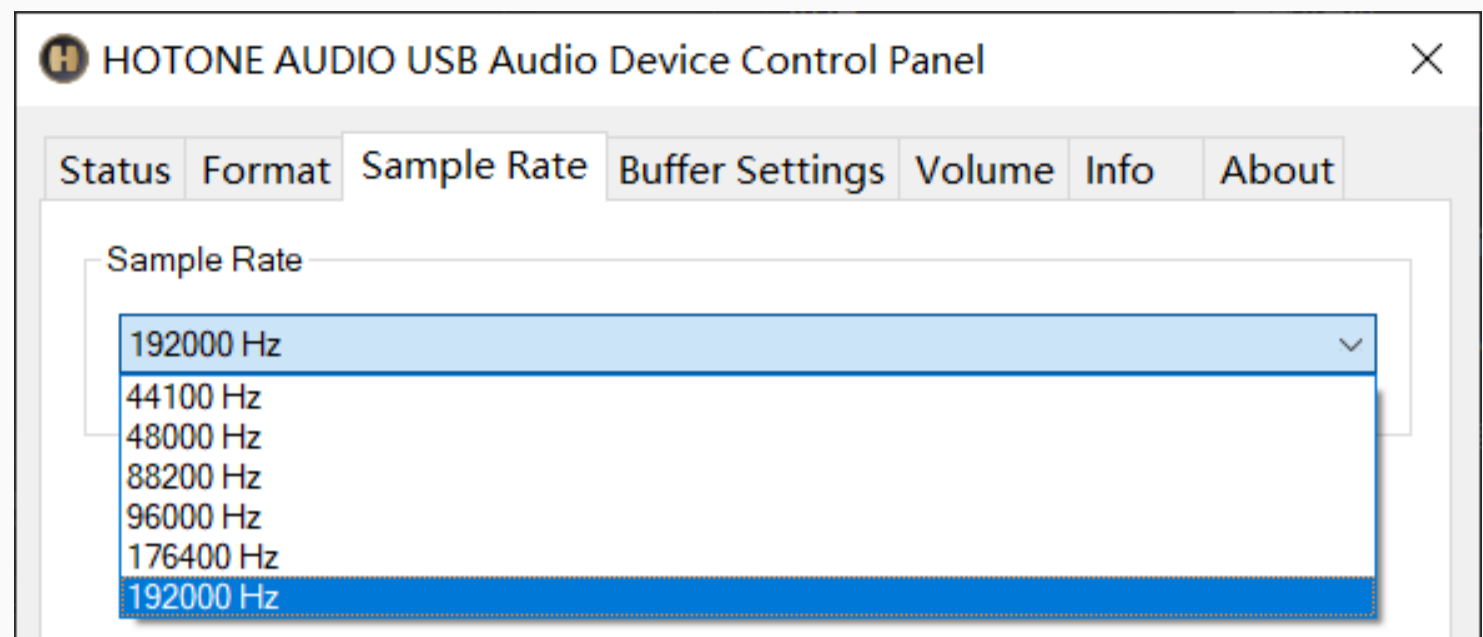 HOTONE AUDIO USB Audio Device Control Panel
Status Format Sample Rate Buffer Settings Volume Info About
Sample Rate
192000 Hz
44100 Hz
48000 Hz
88200 Hz
96000 Hz
176400 Hz
192000 Hz